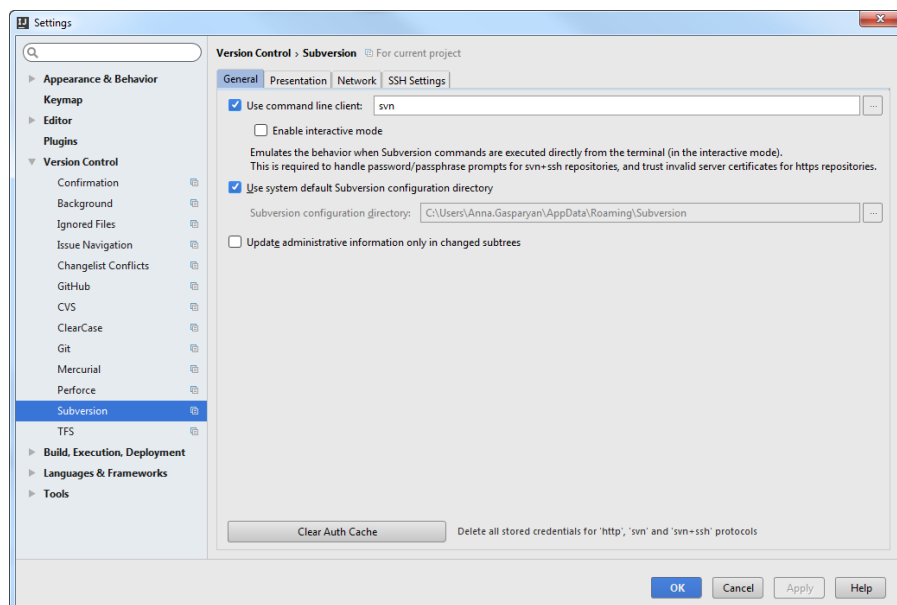 Settings
Version Control › Subversion For current project
Appearance & Behavior
Keymap
Editor
Plugins
Version Control
Confirmation
Background
Ignored Files
Issue Navigation
Changelist Conflicts
GitHub
CVS
ClearCase
Git
Mercurial
Perforce
Subversion
TFS
Build, Execution, Deployment
Languages & Frameworks
Tools
General Presentation Network SSH Settings
Use command line client: svn ...
Enable interactive mode
Emulates the behavior when Subversion commands are executed directly from the terminal (in the interactive mode).
This is required to handle password/passphrase prompts for svn+ssh repositories, and trust invalid server certificates for https repositories.
Use system default Subversion configuration directory
Subversion configuration directory: C:\Users\Anna.Gasparyan\AppData\Roaming\Subversion ...
Update administrative information only in changed subtrees
Clear Auth Cache Delete all stored credentials for 'http', 'svn' and 'svn+ssh' protocols
OK Cancel Apply Help